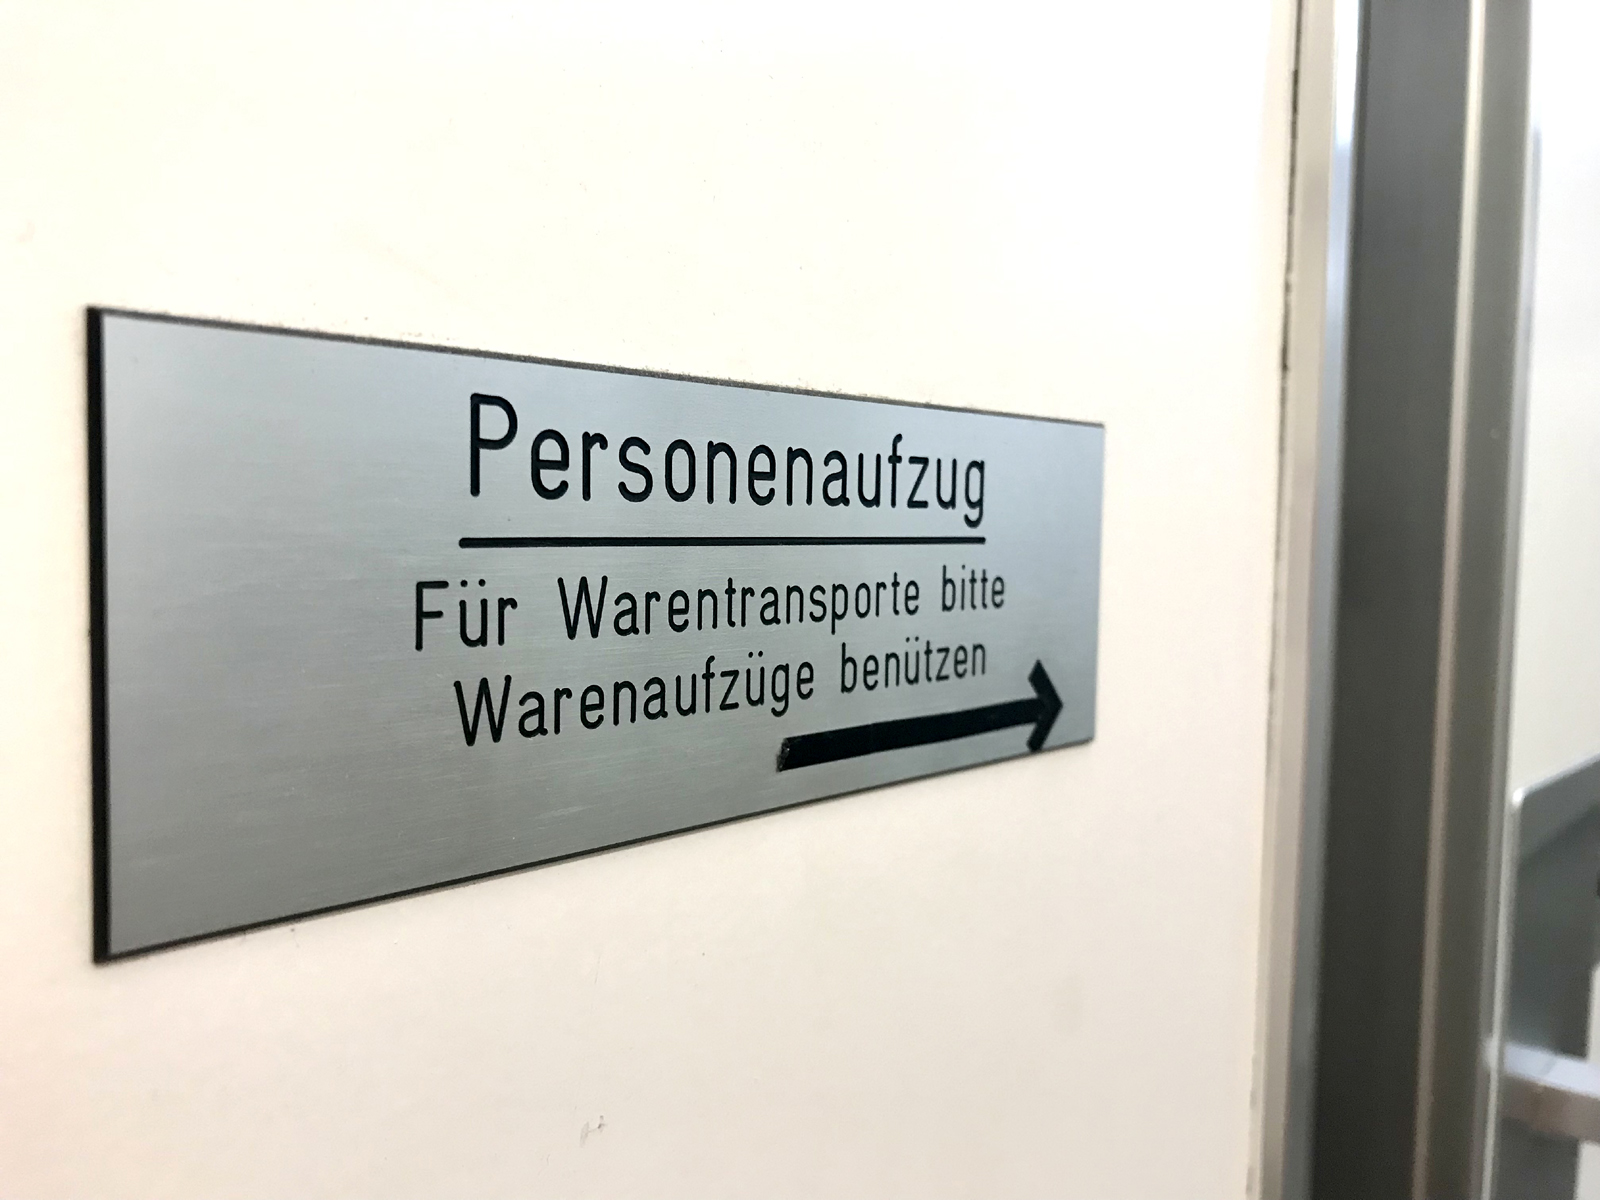 Personenaufzug
Für Warentransporte bitte
Warenaufzüge benützen